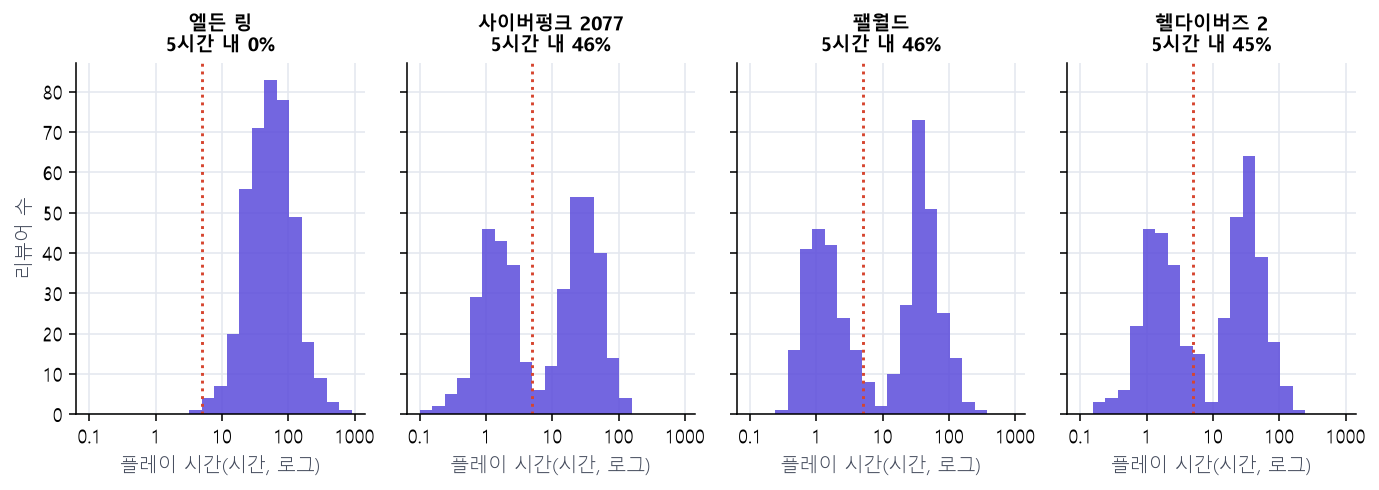 엘든 링
5시간 내 0%
사이버펑크 2077
5시간 내 46%
팰월드
5시간 내 46%
헬다이버즈 2
5시간 내 45%
리뷰어 수
80
70
60
50
40
30
20
10
0
0.1 1 10 100 1000
0.1 1 10 100 1000
0.1 1 10 100 1000
0.1 1 10 100 1000
플레이 시간(시간, 로그)
플레이 시간(시간, 로그)
플레이 시간(시간, 로그)
플레이 시간(시간, 로그)